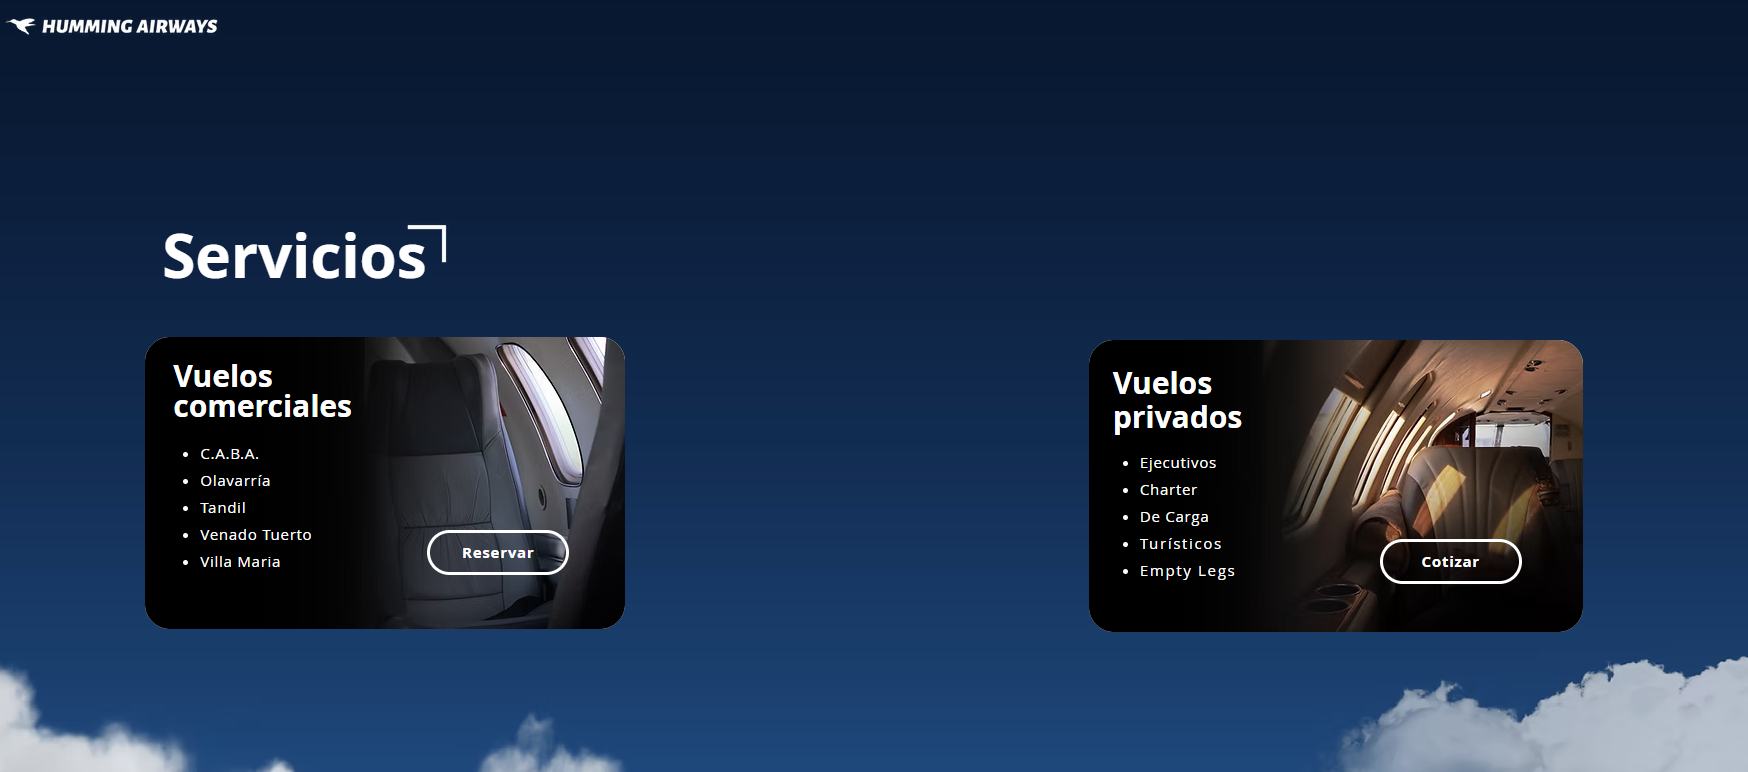 HUMMING AIRWAYS
Servicios
Vuelos
comerciales
C.A.B.A.
Olavarría
Tandil
Venado Tuerto
Villa Maria
Reservar
Vuelos
privados
Ejecutivos
Charter
De Carga
Turísticos
Empty Legs
Cotizar